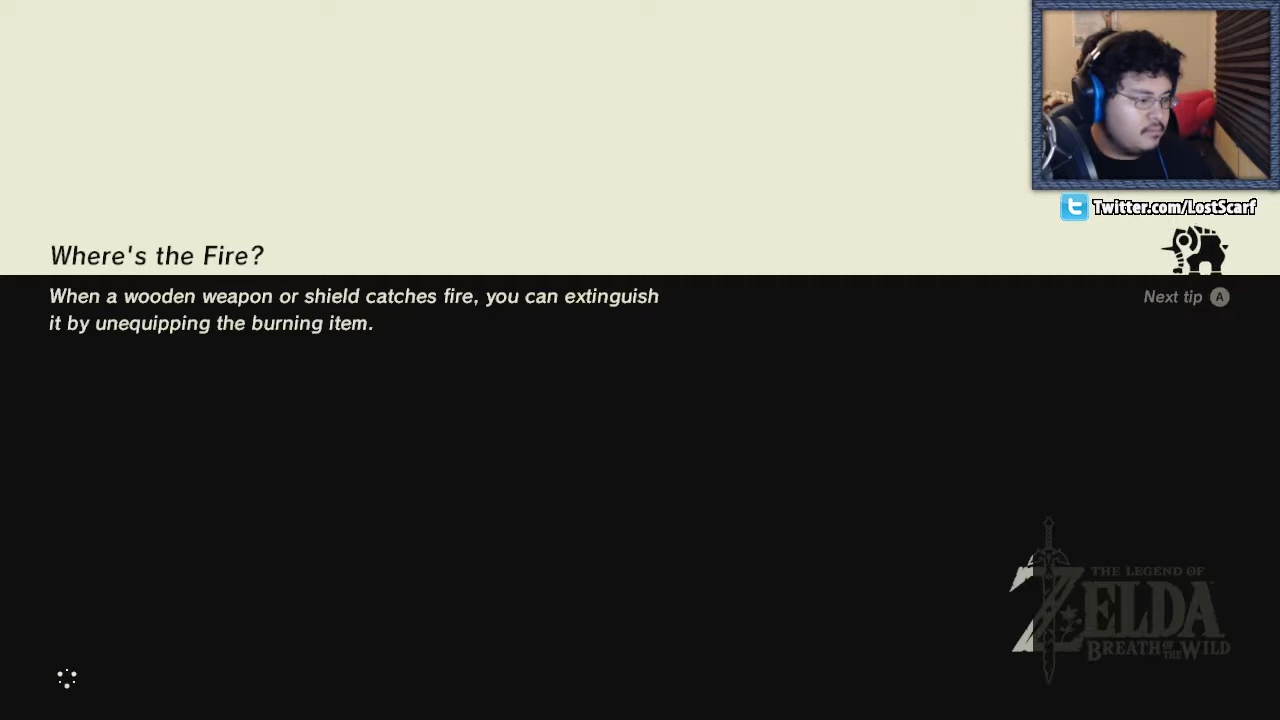 Twitter.com/LostScarf
Where's the Fire?
When a wooden weapon or shield catches fire, you can extinguish
it by unequipping the burning item.
Next tip A
THE LEGEND OF
ZELDA
BREATH OF THE WILD